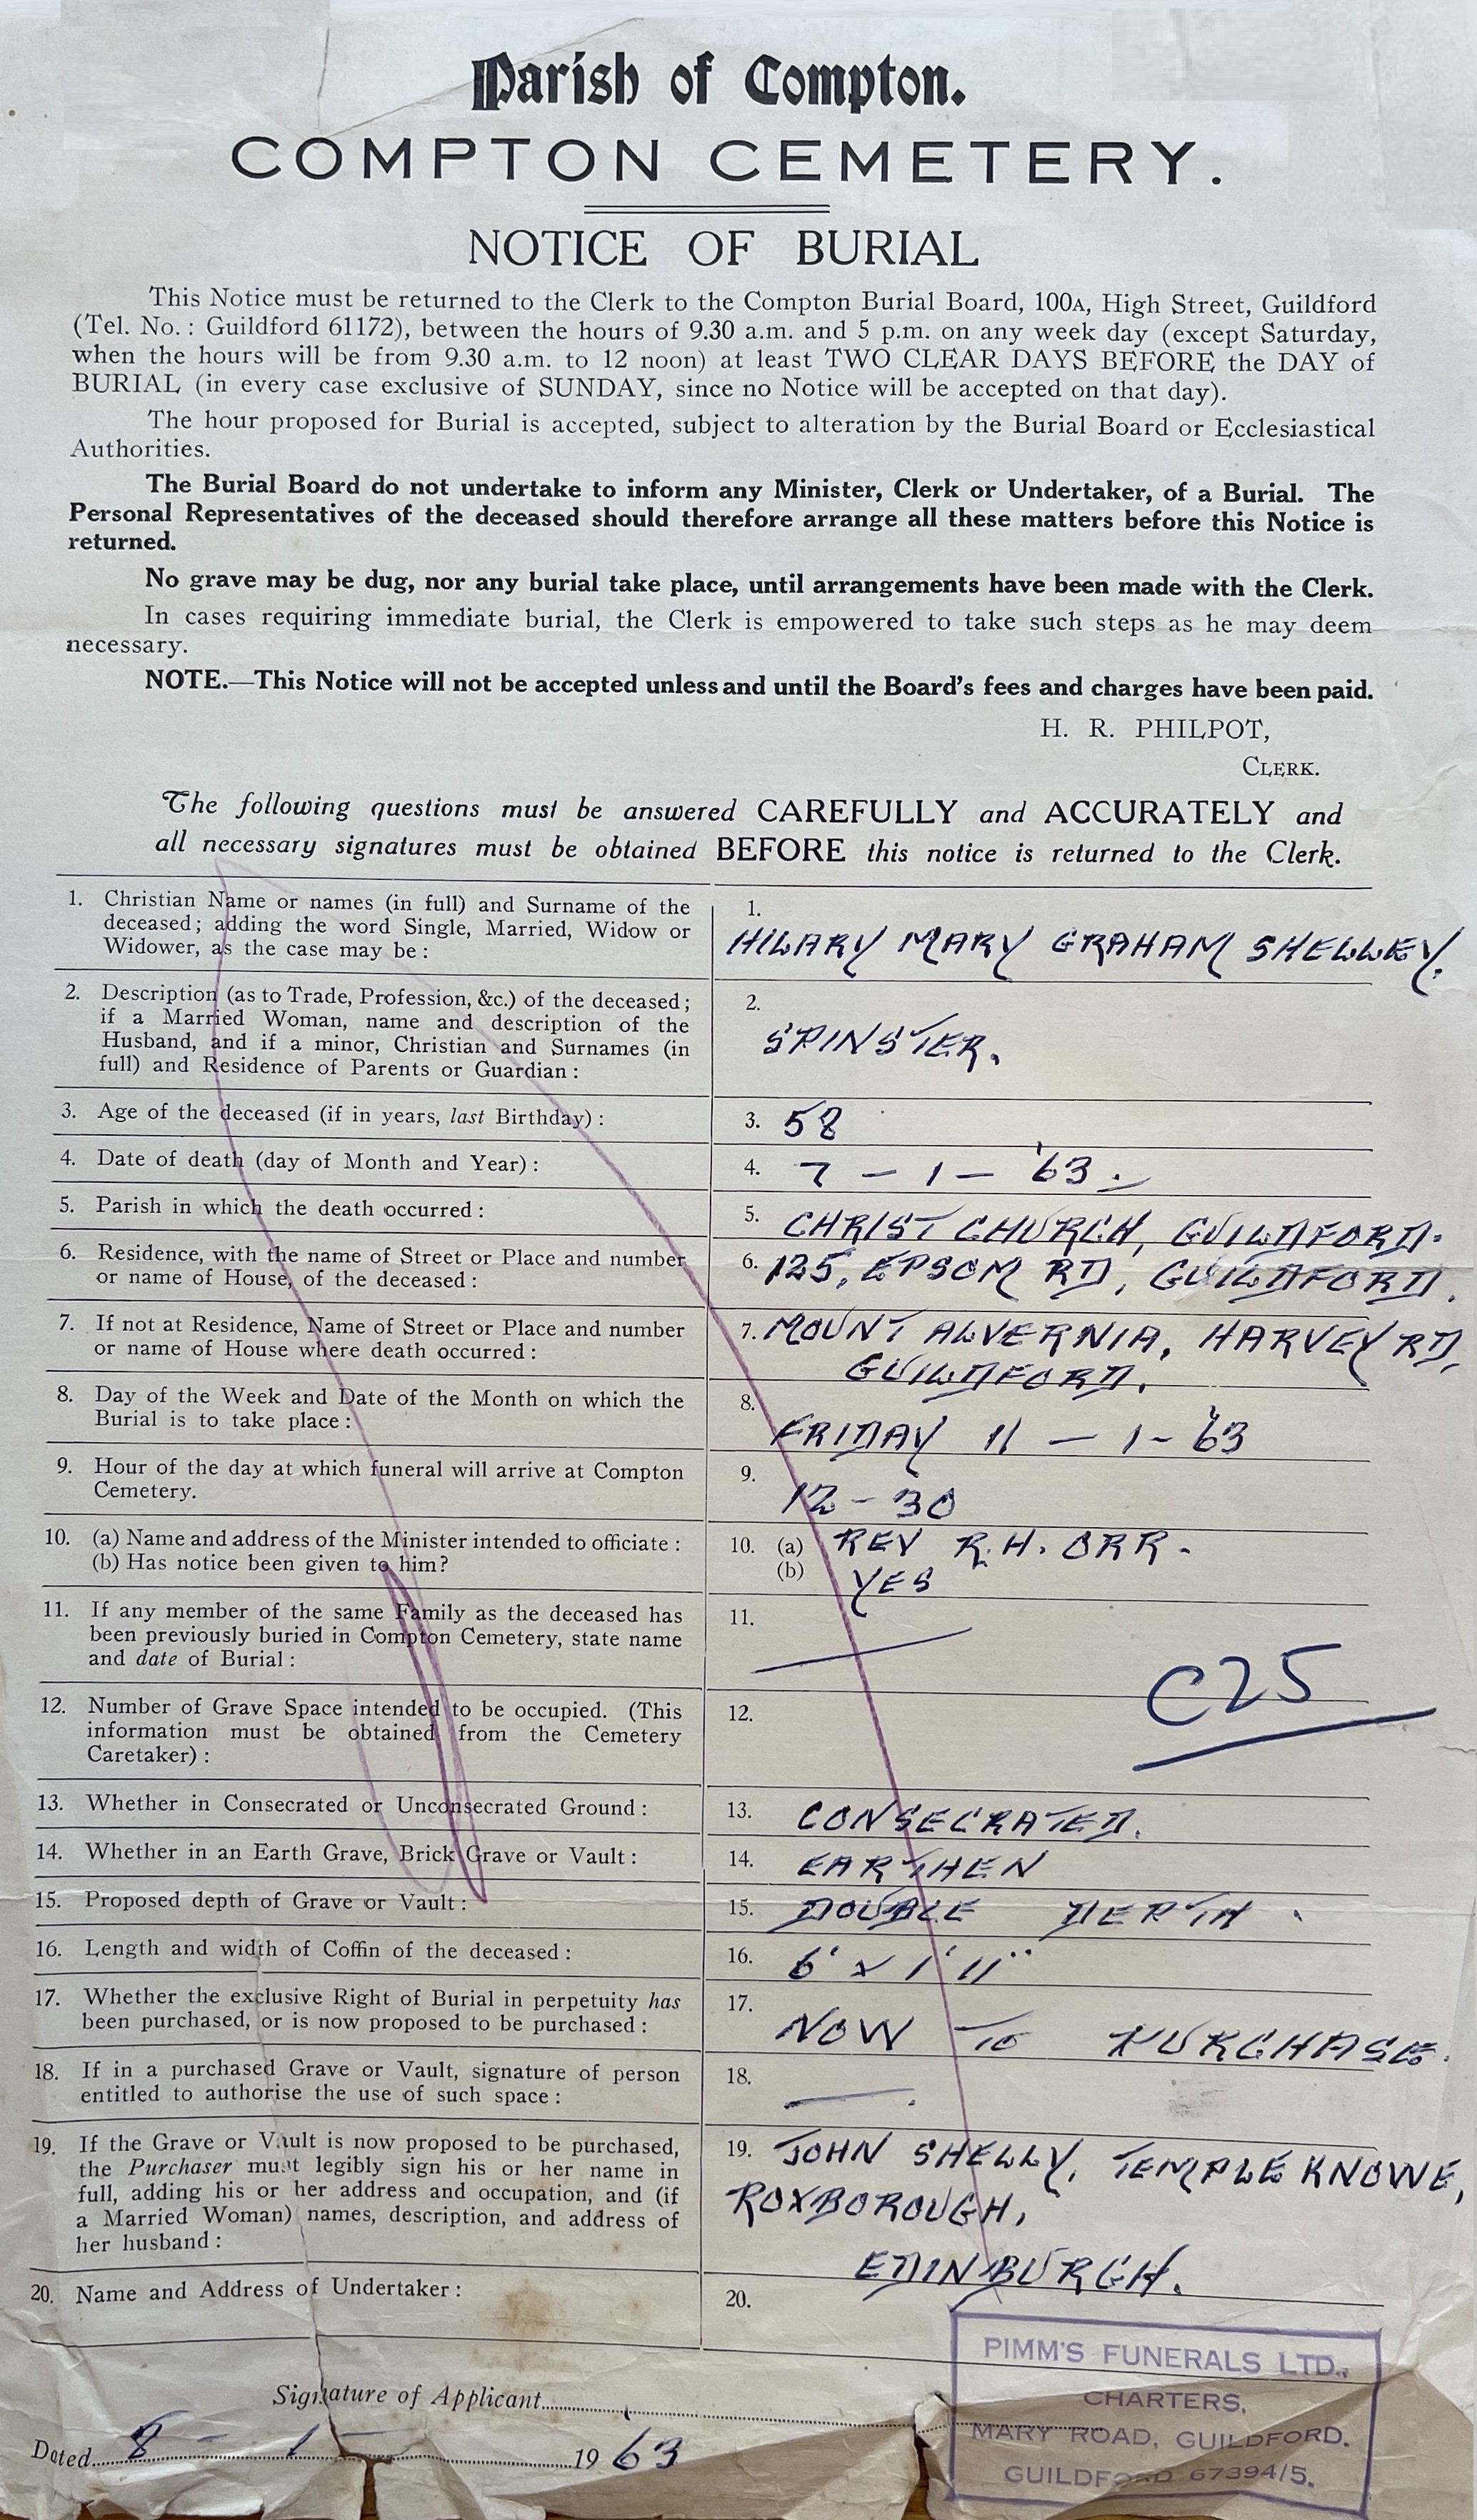 Parish of Compton.
COMPTON CEMETERY.
NOTICE OF BURIAL
This Notice must be returned to the Clerk to the Compton Burial Board, 100A, High Street, Guildford
(Tel. No.: Guildford 61172), between the hours of 9.30 a.m. and 5 p.m. on any week day (except Saturday,
when the hours will be from 9.30 a.m. to 12 noon) at least TWO CLEAR DAYS BEFORE the DAY of
BURIAL (in every case exclusive of SUNDAY, since no Notice will be accepted on that day).
The hour proposed for Burial is accepted, subject to alteration by the Burial Board or Ecclesiastical
Authorities.
The Burial Board do not undertake to inform any Minister, Clerk or Undertaker, of a Burial. The
Personal Representatives of the deceased should therefore arrange all these matters before this Notice is
returned.
No grave may be dug, nor any burial take place, until arrangements have been made with the Clerk.
In cases requiring immediate burial, the Clerk is empowered to take such steps as he may deem
necessary.
NOTE.—This Notice will not be accepted unless and until the Board's fees and charges have been paid.
H. R. PHILPOT,
CLERK.
The following questions must be answered CAREFULLY and ACCURATELY and
all necessary signatures must be obtained BEFORE this notice is returned to the Clerk.
1. Christian Name or names (in full) and Surname of the
deceased; adding the word Single, Married, Widow or
Widower, as the case may be:
1.
HILARY MARY GRAHAM SHELLEY.
2. Description (as to Trade, Profession, &c.) of the deceased;
if a Married Woman, name and description of the
Husband, and if a minor, Christian and Surnames (in
full) and Residence of Parents or Guardian:
2.
SPINSTER.
3. Age of the deceased (if in years, last Birthday):
3. 58
4. Date of death (day of Month and Year):
4. 7 - 1 - '63.
5. Parish in which the death occurred:
5. CHRIST CHURCH, GUILDFORD.
6. Residence, with the name of Street or Place and number
or name of House, of the deceased:
6. 125, EPSOM RD, GUILDFORD.
7. If not at Residence, Name of Street or Place and number
or name of House where death occurred:
7. MOUNT ALVERNIA, HARVEY RD,
GUILDFORD.
8. Day of the Week and Date of the Month on which the
Burial is to take place:
8.
FRIDAY 11 - 1 - '63
9. Hour of the day at which funeral will arrive at Compton
Cemetery.
9.
12 - 30
10. (a) Name and address of the Minister intended to officiate:
(b) Has notice been given to him?
10. (a) REV R.H. ORR.
(b) YES
11. If any member of the same Family as the deceased has
been previously buried in Compton Cemetery, state name
and date of Burial:
11. —
12. Number of Grave Space intended to be occupied. (This
information must be obtained from the Cemetery
Caretaker):
12.
C25
13. Whether in Consecrated or Unconsecrated Ground:
13. CONSECRATED.
14. Whether in an Earth Grave, Brick Grave or Vault:
14. EARTHEN
15. Proposed depth of Grave or Vault:
15. DOUBLE DEPTH.
16. Length and width of Coffin of the deceased:
16. 6' x 1' 11"
17. Whether the exclusive Right of Burial in perpetuity has
been purchased, or is now proposed to be purchased:
17.
NOW TO PURCHASE.
18. If in a purchased Grave or Vault, signature of person
entitled to authorise the use of such space:
18. —.
19. If the Grave or Vault is now proposed to be purchased,
the Purchaser must legibly sign his or her name in
full, adding his or her address and occupation, and (if
a Married Woman) names, description, and address of
her husband:
19. JOHN SHELLY, TEMPLE KNOWE,
ROXBOROUGH,
EDINBURGH.
20. Name and Address of Undertaker:
20.
PIMM'S FUNERALS LTD.,
CHARTERS,
MARY ROAD, GUILDFORD.
GUILDFORD 67394/5.
Signature of Applicant
Dated 8 - 1 - 19 63